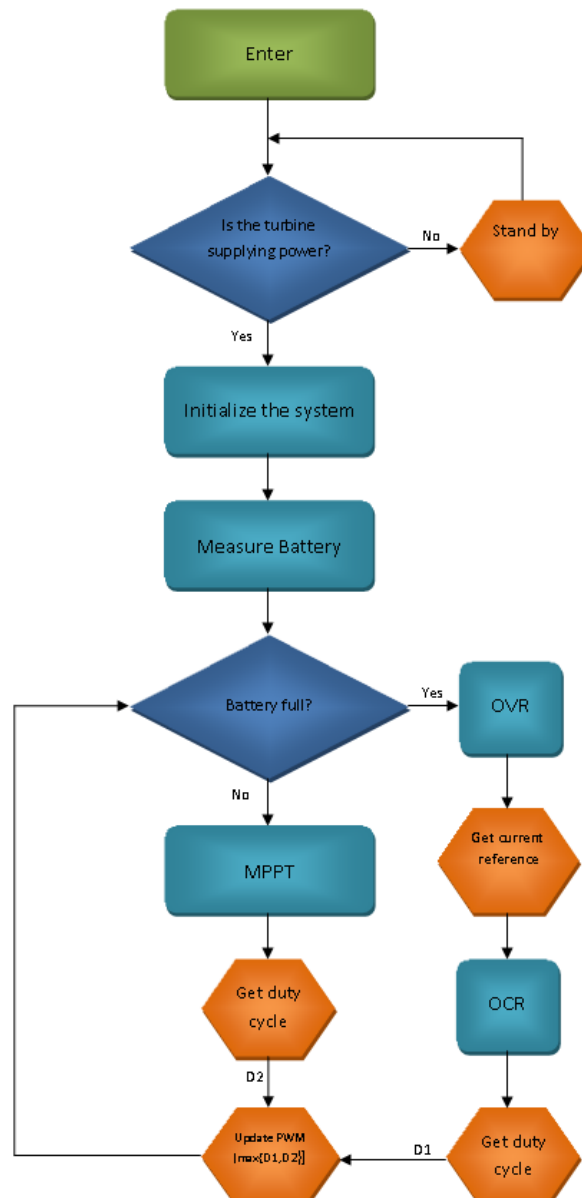 Enter
Is the turbine
supplying power?
No
Stand by
Yes
Initialize the system
Measure Battery
Battery full?
Yes
OVR
No
Get current
reference
MPPT
OCR
Get duty
cycle
D2
Update PWM
[max{D1,D2}]
D1
Get duty
cycle